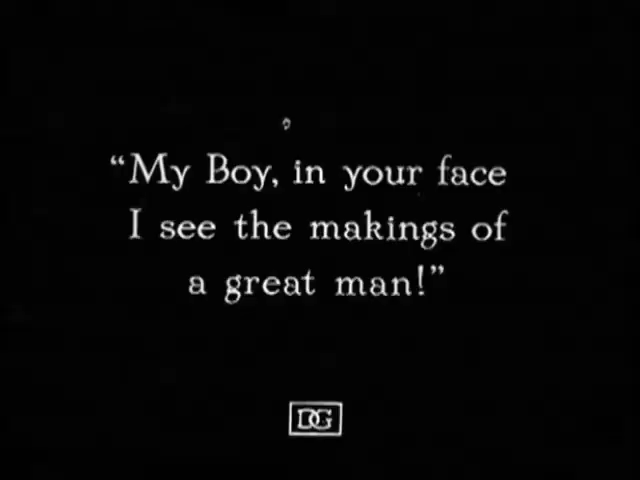 “My Boy, in your face
I see the makings of
a great man!”
DG